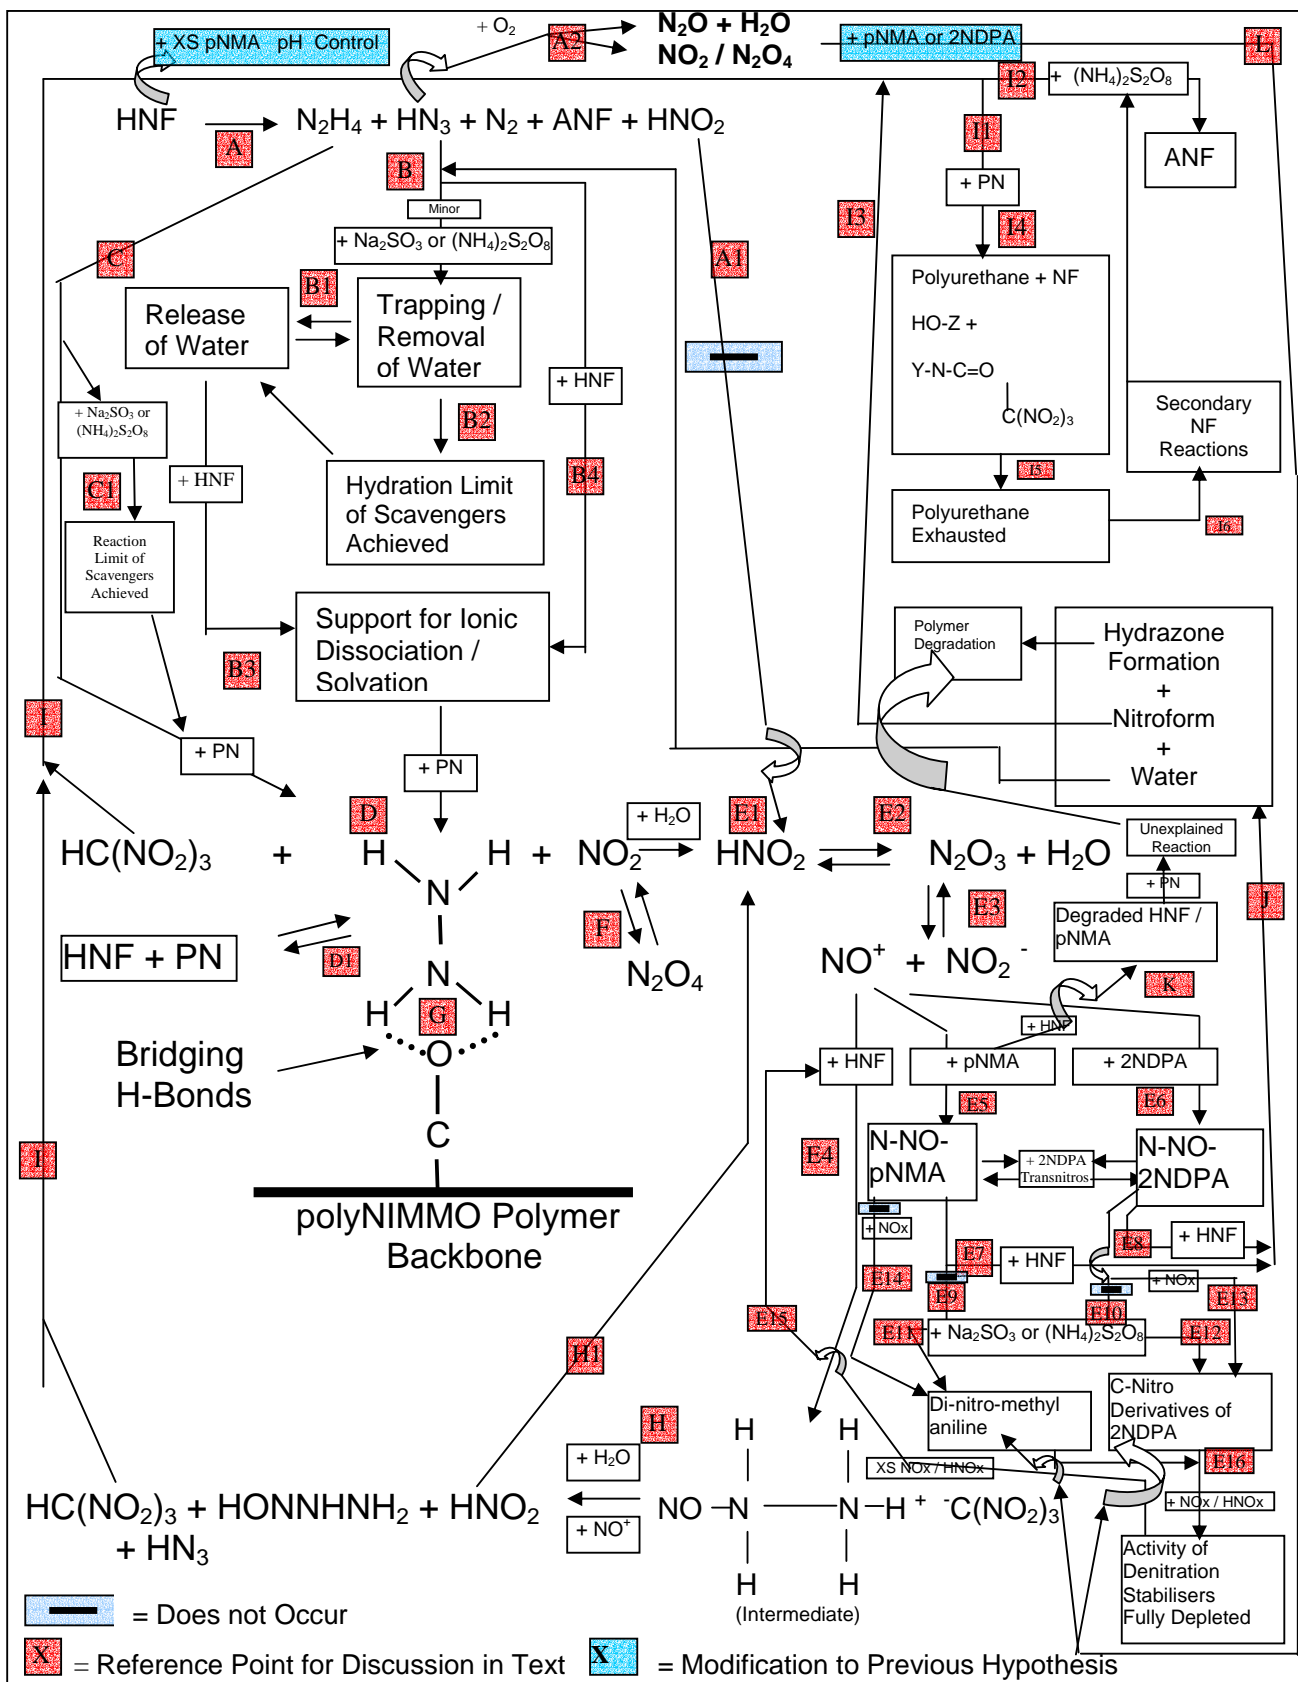 + XS pNMA pH Control
+ O₂
A2
N₂O + H₂O
NO₂ / N₂O₄
+ pNMA or 2NDPA
L
I2
+ (NH₄)₂S₂O₈
HNF
A
N₂H₄ + HN₃ + N₂ + ANF + HNO₂
I1
ANF
B
Minor
+ PN
I3
I4
C
+ Na₂SO₃ or (NH₄)₂S₂O₈
A1
B1
Release
of Water
Trapping /
Removal
of Water
Polyurethane + NF
HO-Z +
Y-N-C=O
C(NO₂)₃
+ HNF
Secondary
NF
Reactions
+ Na₂SO₃ or
(NH₄)₂S₂O₈
B2
C1
+ HNF
Hydration Limit
of Scavengers
Achieved
B4
I5
Polyurethane
Exhausted
I6
Reaction
Limit of
Scavengers
Achieved
Support for Ionic
Dissociation /
Solvation
B3
Polymer
Degradation
Hydrazone
Formation
+
Nitroform
+
Water
I
+ PN
+ PN
D
+ H₂O
E1
E2
Unexplained
Reaction
HC(NO₂)₃ +
H H
N
N
H H
+ NO₂
HNO₂
N₂O₃ + H₂O
+ PN
J
F
E3
Degraded HNF /
pNMA
HNF + PN
D1
N₂O₄
NO⁺ + NO₂⁻
K
G
O
C
Bridging
H-Bonds
+ HNF
+ HNF
+ pNMA
+ 2NDPA
E5
E6
I
E4
N-NO-
pNMA
+ 2NDPA
Transnitros
N-NO-
2NDPA
polyNIMMO Polymer
Backbone
+ NOx
E7
+ HNF
E8
+ HNF
E14
E9
+ NOx
E10
E13
E15
E11
+ Na₂SO₃ or (NH₄)₂S₂O₈
E12
H1
Di-nitro-methyl
aniline
C-Nitro
Derivatives of
2NDPA
H
+ H₂O
H H
XS NOx / HNOx
E16
HC(NO₂)₃ + HONNHNH₂ + HNO₂
+ HN₃
+ NO⁺
NO N N H + ⁻C(NO₂)₃
+ NOx / HNOx
H H
(Intermediate)
Activity of
Denitration
Stabilisers
Fully Depleted
= Does not Occur
X = Reference Point for Discussion in Text
X = Modification to Previous Hypothesis